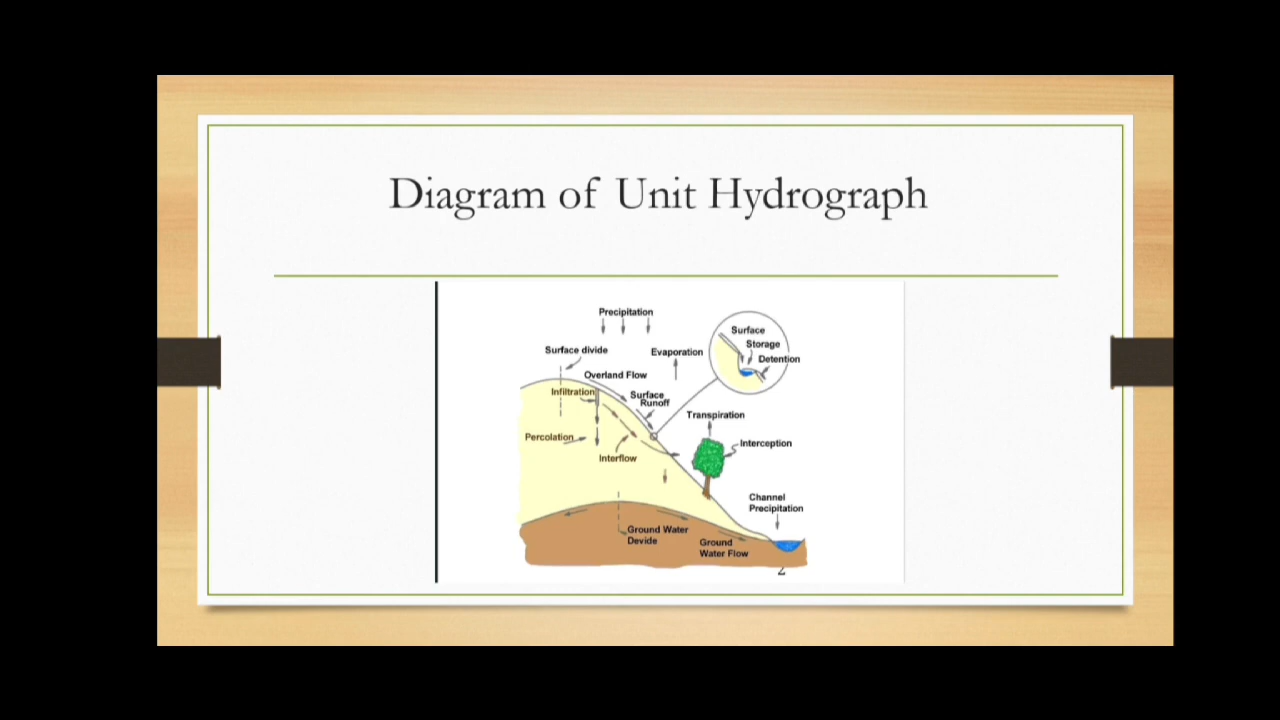 Diagram of Unit Hydrograph
Precipitation
Surface
Storage
Detention
Surface divide
Evaporation
Overland Flow
Infiltration
Surface
Runoff
Transpiration
Percolation
Interception
Interflow
Channel
Precipitation
Ground Water
Devide
Ground
Water Flow
2